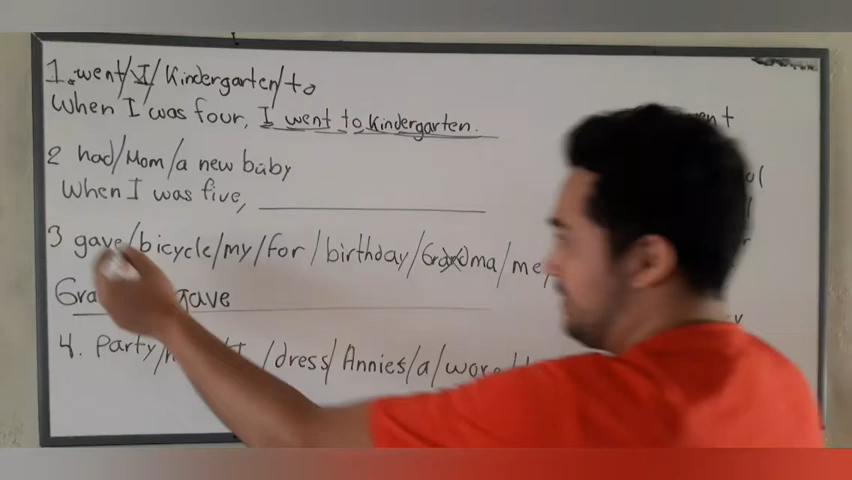 1. went/I/Kindergarten/to
When I was four, I went to Kindergarten.
2 had/Mom/a new baby
When I was five,
3 gave/bicycle/my/for/birthday/Grandma/me/
gave
4. Party/ /dress/Annies/a/wore/